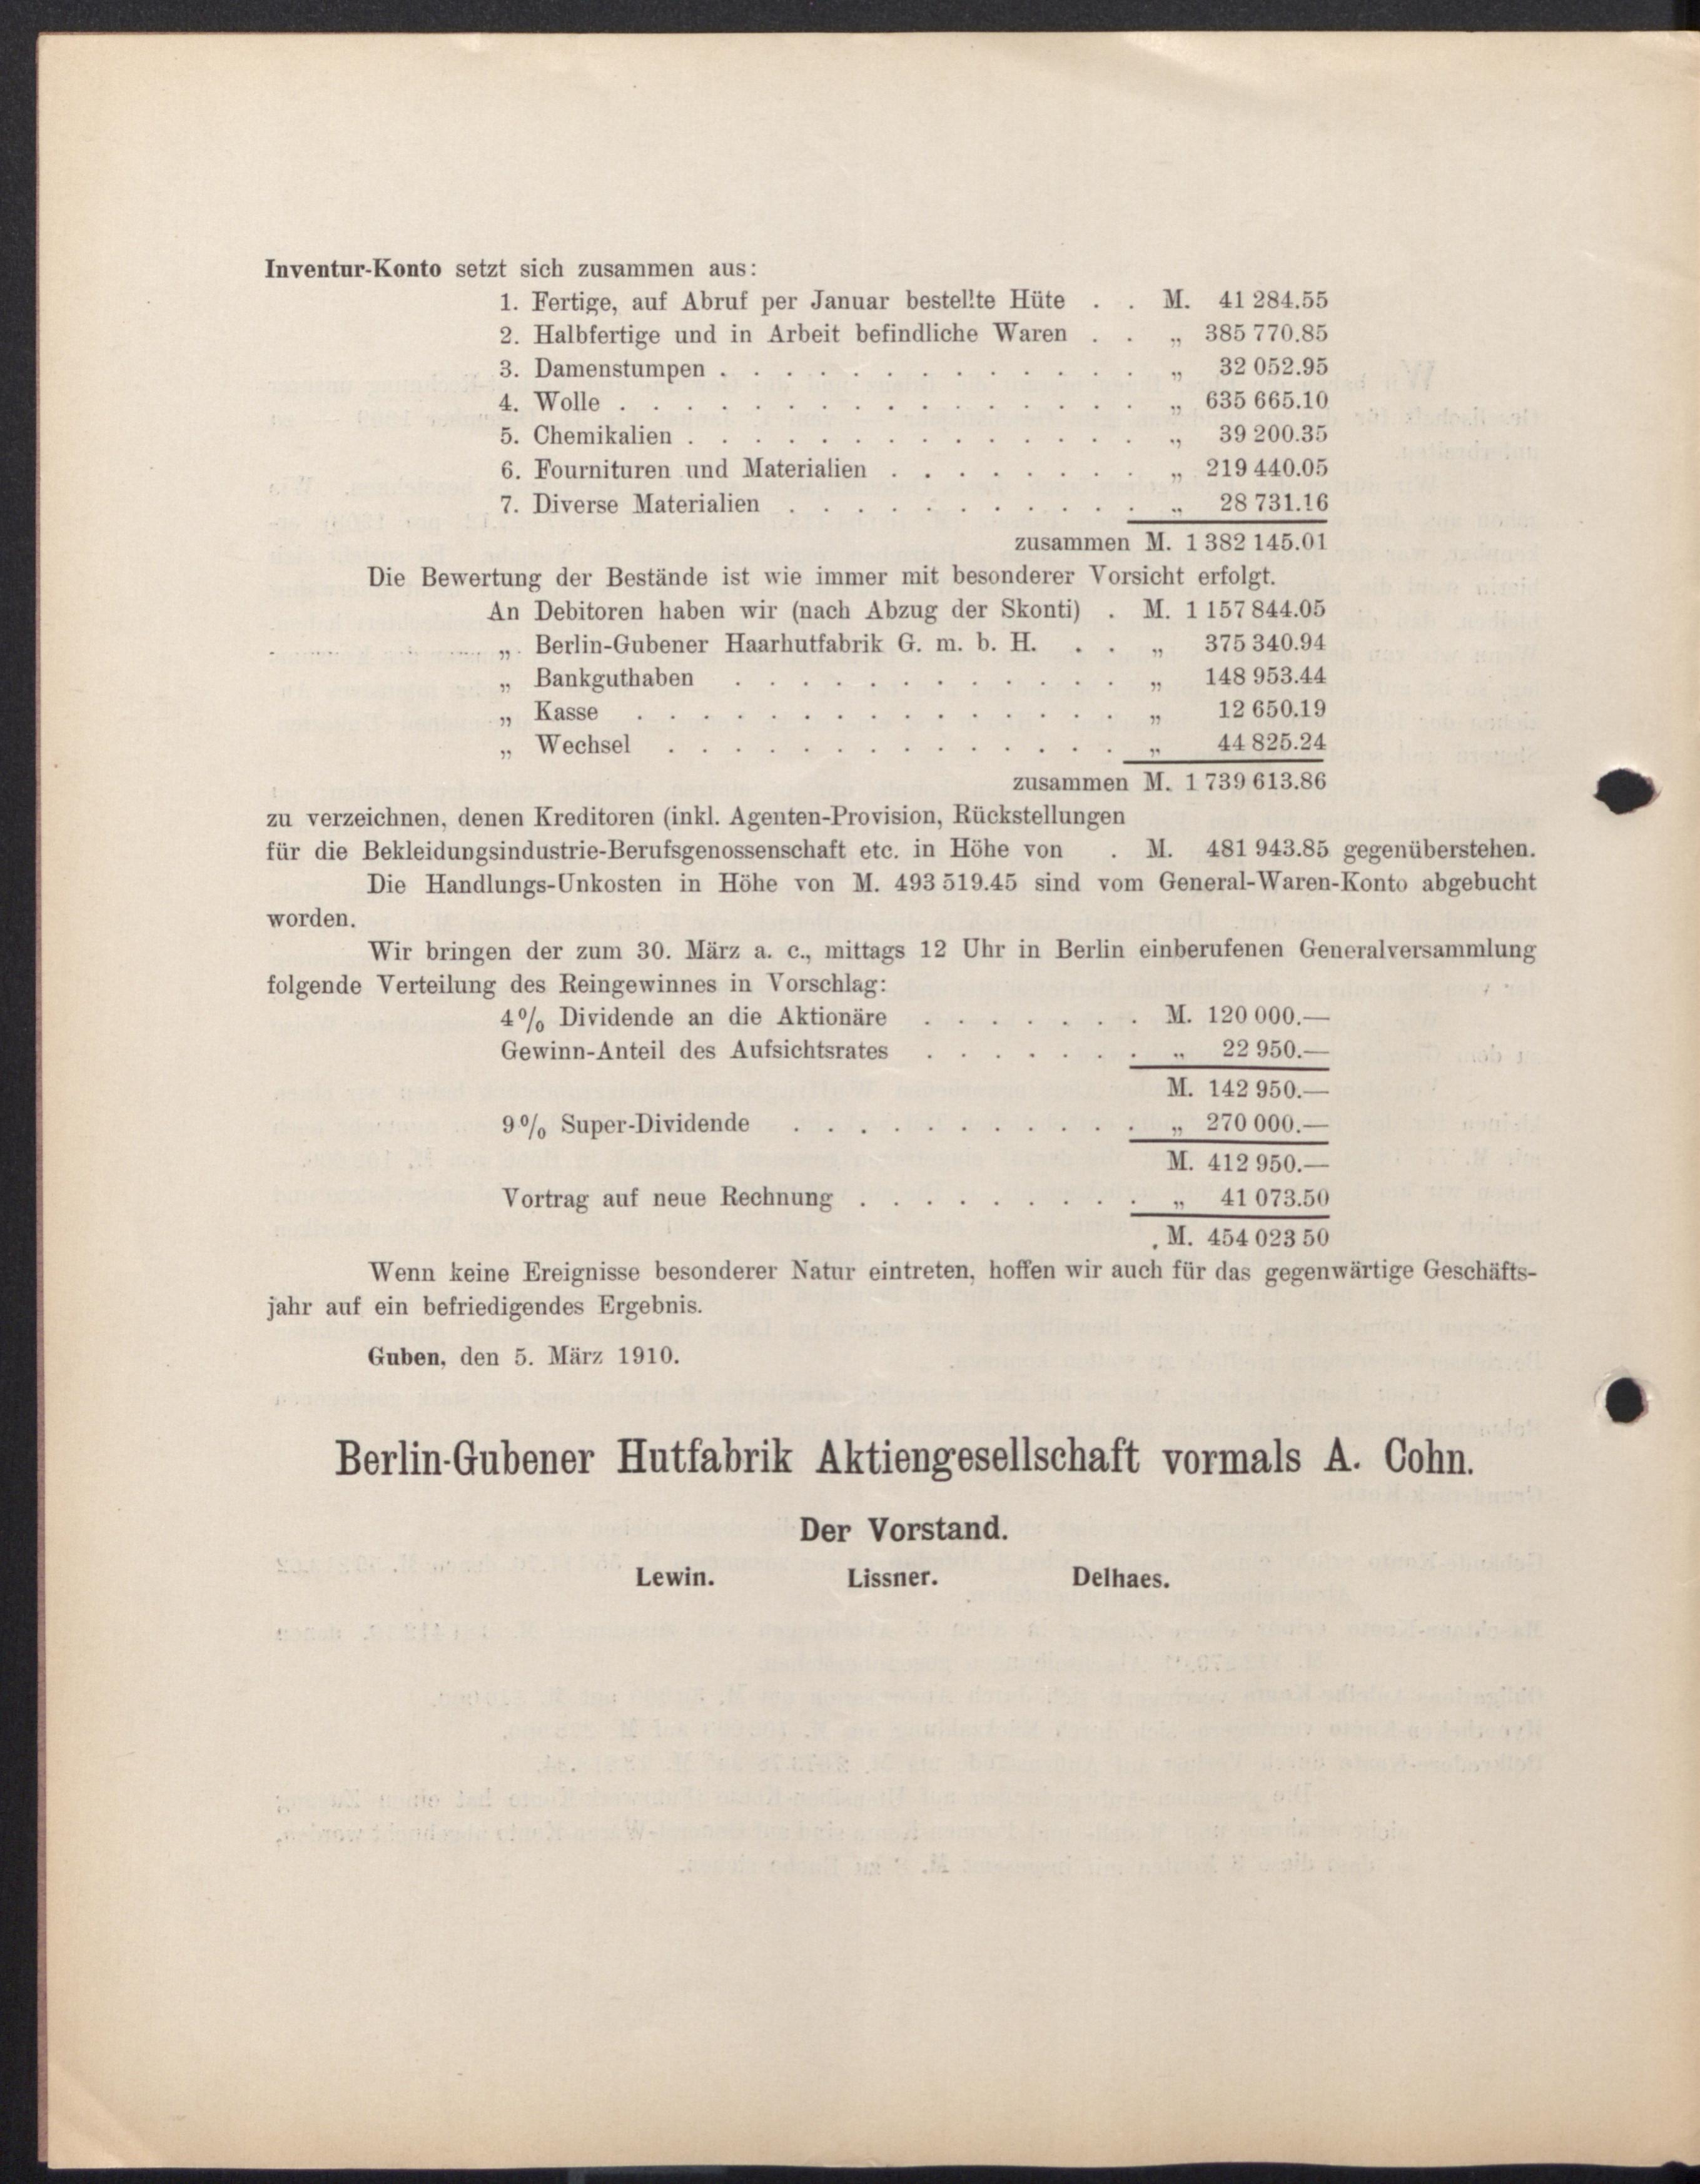 Inventur-Konto setzt sich zusammen aus:
1. Fertige, auf Abruf per Januar bestellte Hüte . . M. 41 284.55
2. Halbfertige und in Arbeit befindliche Waren . . „ 385 770.85
3. Damenstumpen . . . . . . . . . . . . . „ 32 052.95
4. Wolle . . . . . . . . . . . . . . . . „ 635 665.10
5. Chemikalien . . . . . . . . . . . . . . „ 39 200.35
6. Fournituren und Materialien . . . . . . . . „ 219 440.05
7. Diverse Materialien . . . . . . . . . . . „ 28 731.16
zusammen M. 1 382 145.01
Die Bewertung der Bestände ist wie immer mit besonderer Vorsicht erfolgt.
An Debitoren haben wir (nach Abzug der Skonti) . M. 1 157 844.05
„ Berlin-Gubener Haarhutfabrik G. m. b. H. . . „ 375 340.94
„ Bankguthaben . . . . . . . . . . . . „ 148 953.44
„ Kasse . . . . . . . . . . . . . . . „ 12 650.19
„ Wechsel . . . . . . . . . . . . . . „ 44 825.24
zusammen M. 1 739 613.86
zu verzeichnen, denen Kreditoren (inkl. Agenten-Provision, Rückstellungen
für die Bekleidungsindustrie-Berufsgenossenschaft etc. in Höhe von . M. 481 943.85 gegenüberstehen.
Die Handlungs-Unkosten in Höhe von M. 493 519.45 sind vom General-Waren-Konto abgebucht
worden.
Wir bringen der zum 30. März a. c., mittags 12 Uhr in Berlin einberufenen Generalversammlung
folgende Verteilung des Reingewinnes in Vorschlag:
4% Dividende an die Aktionäre . . . . . . . M. 120 000.—
Gewinn-Anteil des Aufsichtsrates . . . . . . . „ 22 950.—
M. 142 950.—
9% Super-Dividende . . . . . . . . . . . „ 270 000.—
M. 412 950.—
Vortrag auf neue Rechnung . . . . . . . . . „ 41 073.50
M. 454 023 50
Wenn keine Ereignisse besonderer Natur eintreten, hoffen wir auch für das gegenwärtige Geschäfts-
jahr auf ein befriedigendes Ergebnis.
Guben, den 5. März 1910.
Berlin-Gubener Hutfabrik Aktiengesellschaft vormals A. Cohn.
Der Vorstand.
Lewin. Lissner. Delhaes.